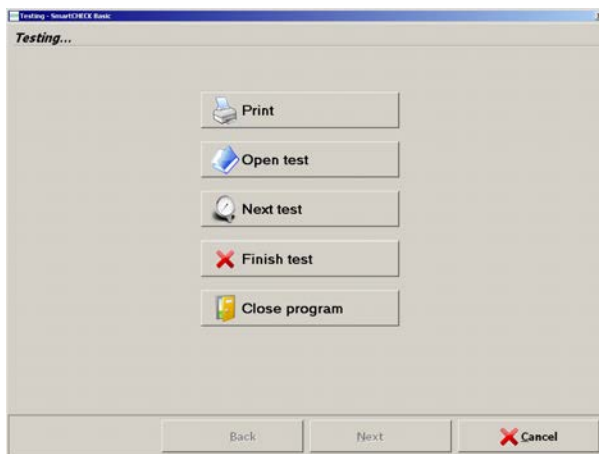 Testing - SmartCHECK Basic
Testing...
Print
Open test
Next test
Finish test
Close program
Back Next Cancel